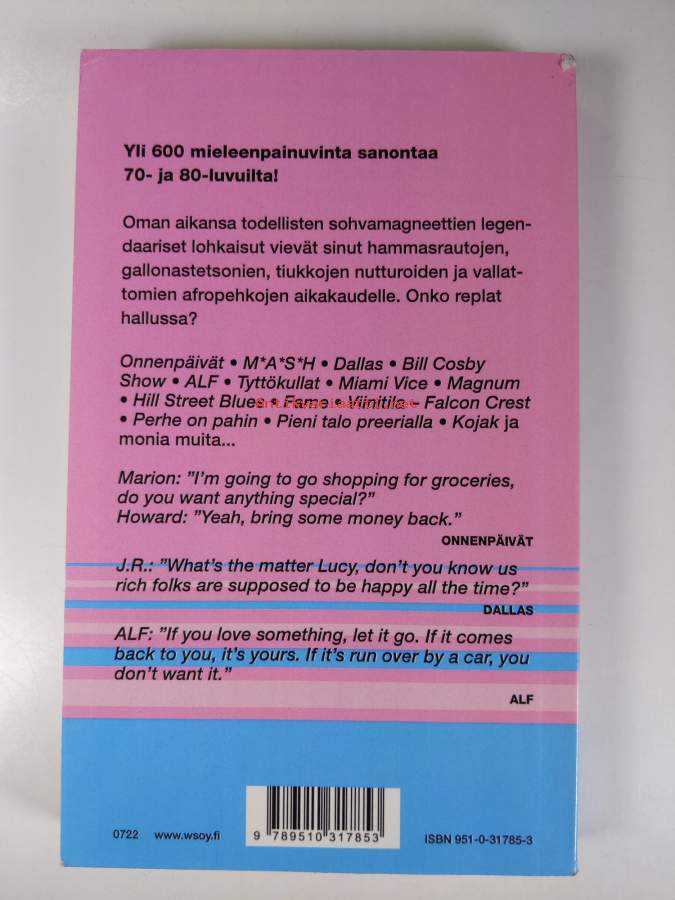 Yli 600 mieleenpainuvinta sanontaa
70- ja 80-luvuilta!
Oman aikansa todellisten sohvamagneettien legen-
daariset lohkaisut vievät sinut hammasrautojen,
gallonastetsonien, tiukkojen nutturoiden ja vallat-
tomien afropehkojen aikakaudelle. Onko replat
hallussa?
Onnenpäivät • M*A*S*H • Dallas • Bill Cosby
Show • ALF • Tyttökullat • Miami Vice • Magnum
• Hill Street Blues • Fame • Viinitila – Falcon Crest
• Perhe on pahin • Pieni talo preerialla • Kojak ja
monia muita...
Marion: ”I’m going to go shopping for groceries,
do you want anything special?”
Howard: ”Yeah, bring some money back.”
ONNENPÄIVÄT
J.R.: ”What’s the matter Lucy, don’t you know us
rich folks are supposed to be happy all the time?”
DALLAS
ALF: ”If you love something, let it go. If it comes
back to you, it’s yours. If it’s run over by a car, you
don’t want it.”
ALF
0722 www.wsoy.fi
9 789510 317853
ISBN 951-0-31785-3